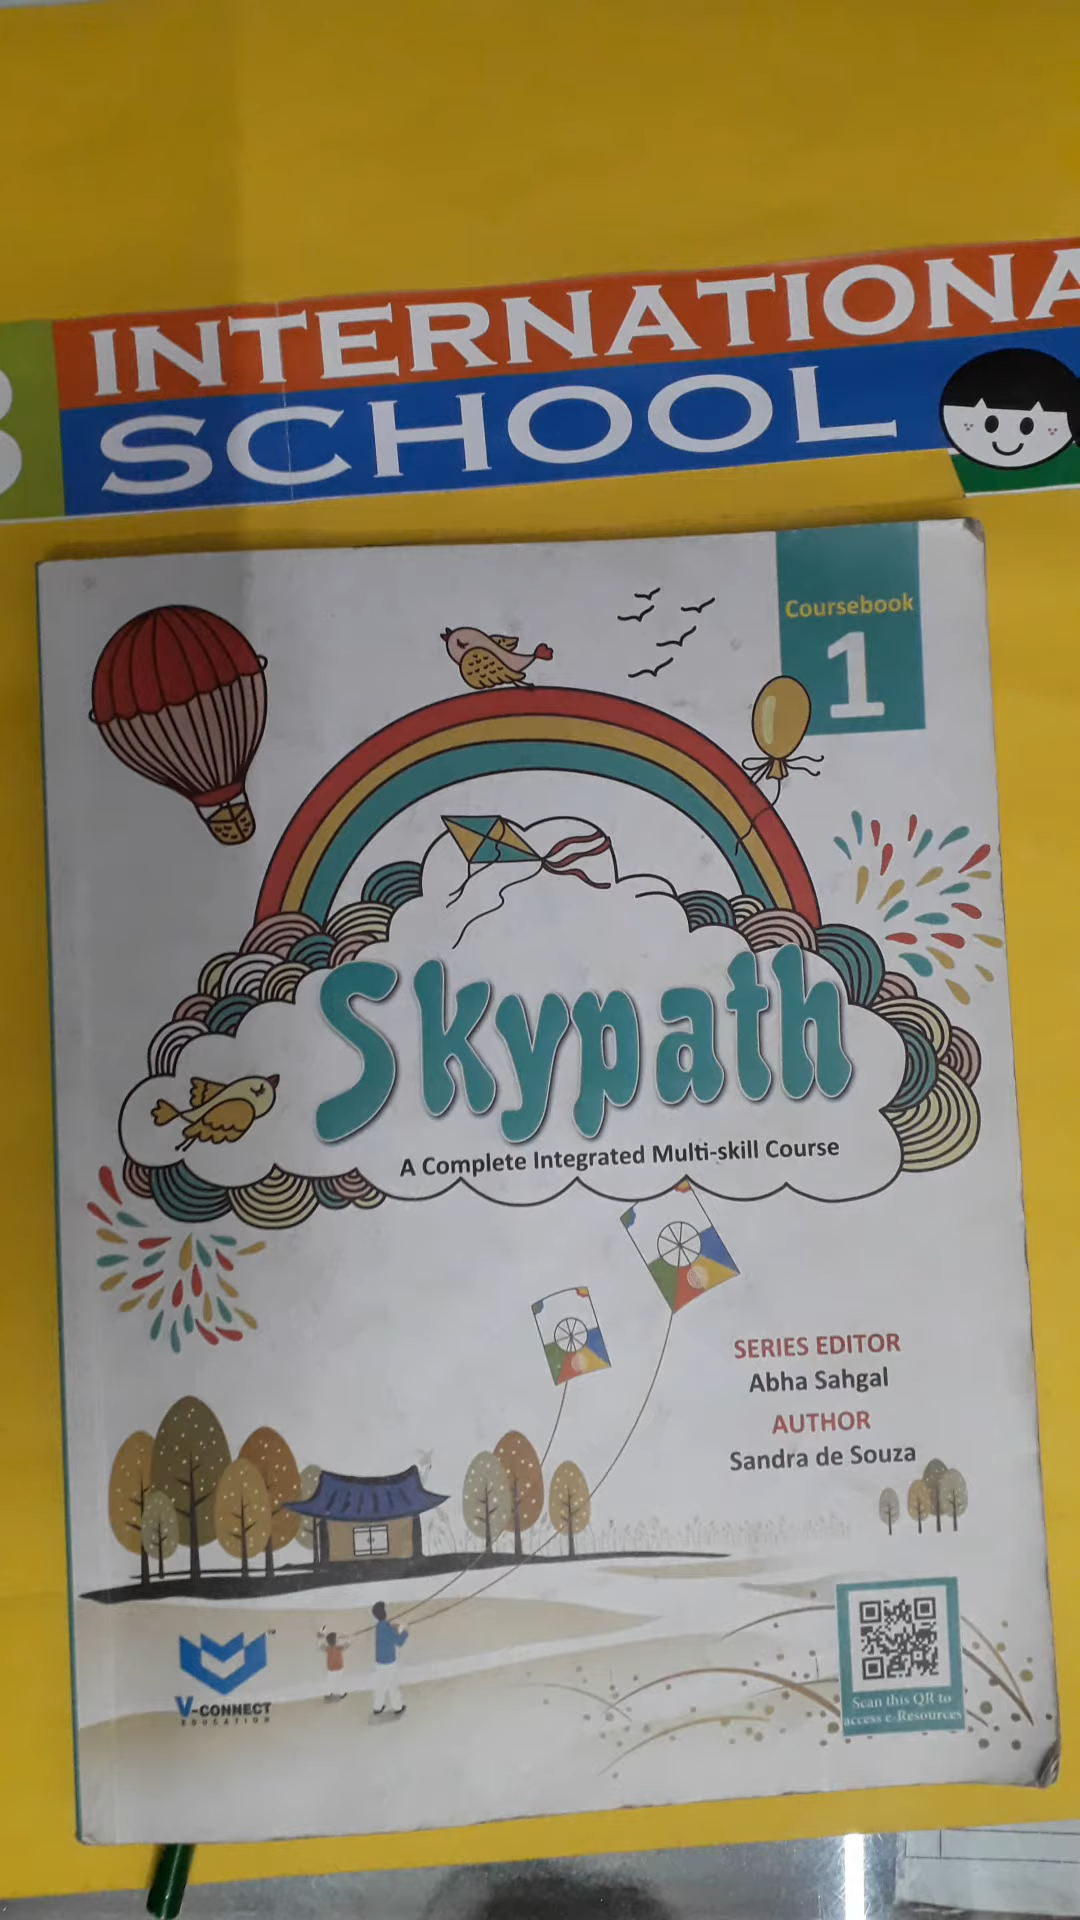 INTERNATIONA
SCHOOL
Coursebook
1
Skypath
A Complete Integrated Multi-skill Course
SERIES EDITOR
Abha Sahgal
AUTHOR
Sandra de Souza
V-CONNECT
EDUCATION
Scan this QR to
access e-Resources